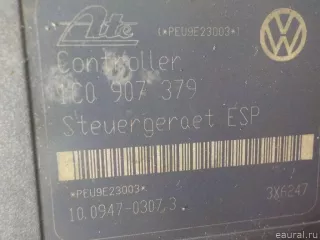 Ate (*PEU9E23003*)
Controller
1C0 907 379
Steuergeraet ESP
*PEU9E23003*
10.0947-0307.3 3X6247
eaural.ru